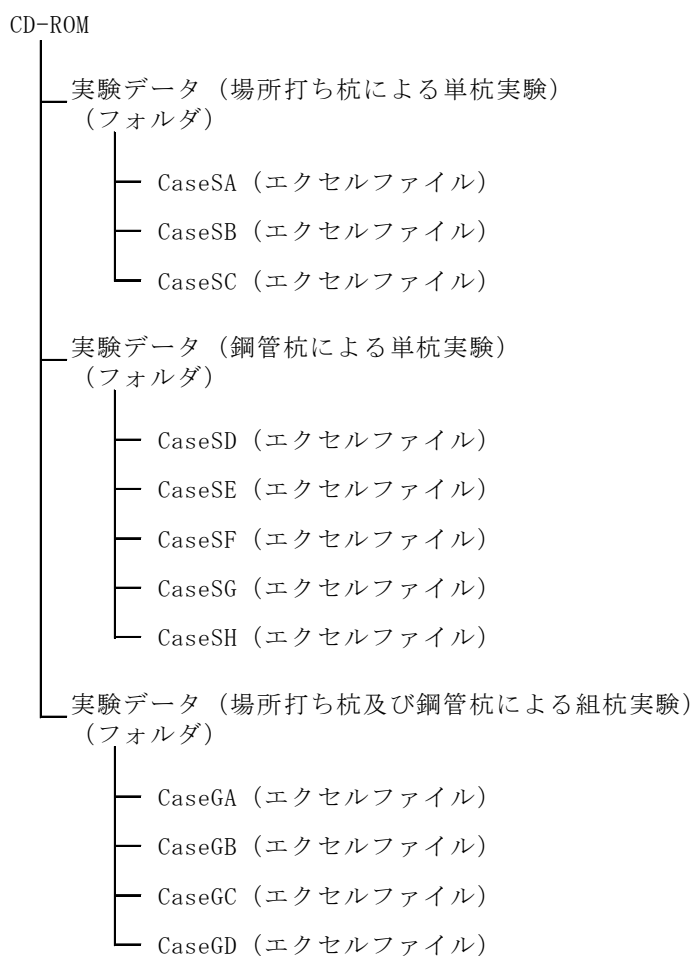 CD-ROM
実験データ（場所打ち杭による単杭実験）
（フォルダ）
CaseSA（エクセルファイル）
CaseSB（エクセルファイル）
CaseSC（エクセルファイル）
実験データ（鋼管杭による単杭実験）
（フォルダ）
CaseSD（エクセルファイル）
CaseSE（エクセルファイル）
CaseSF（エクセルファイル）
CaseSG（エクセルファイル）
CaseSH（エクセルファイル）
実験データ（場所打ち杭及び鋼管杭による組杭実験）
（フォルダ）
CaseGA（エクセルファイル）
CaseGB（エクセルファイル）
CaseGC（エクセルファイル）
CaseGD（エクセルファイル）